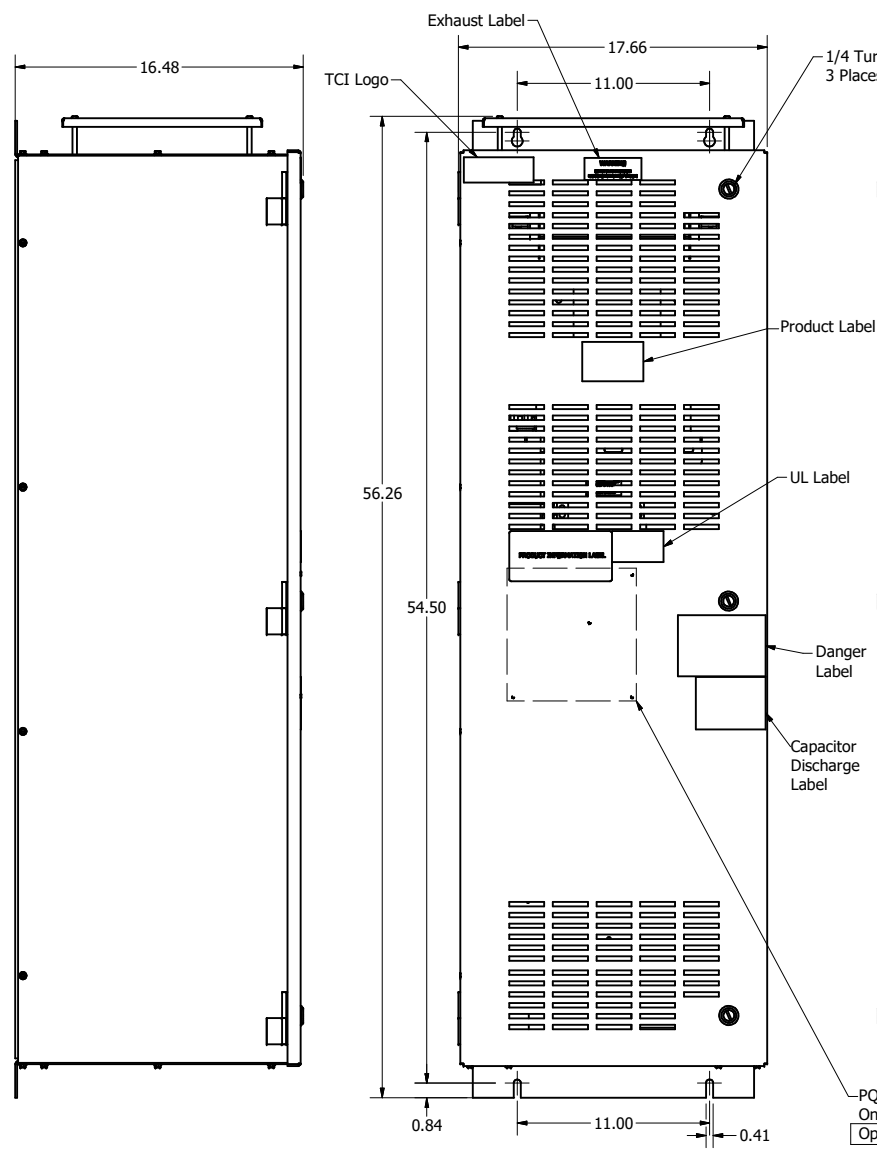 Exhaust Label
17.66
16.48
1/4 Tur
3 Places
TCI Logo
11.00
WARNING
Product Label
UL Label
56.26
PRODUCT INFORMATION LABEL
54.50
Danger
Label
Capacitor
Discharge
Label
PQ
On
Op
0.84
11.00
0.41